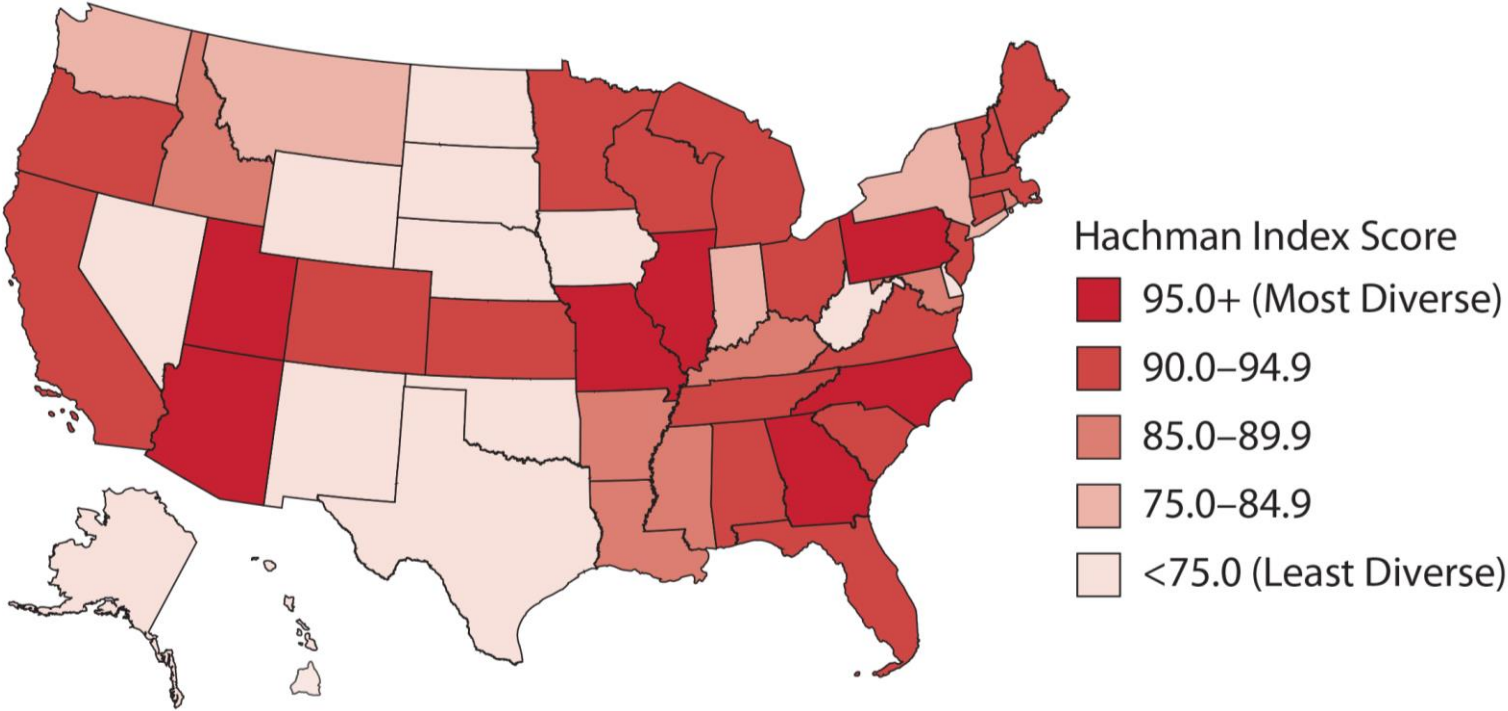 Hachman Index Score
95.0+ (Most Diverse)
90.0–94.9
85.0–89.9
75.0–84.9
<75.0 (Least Diverse)